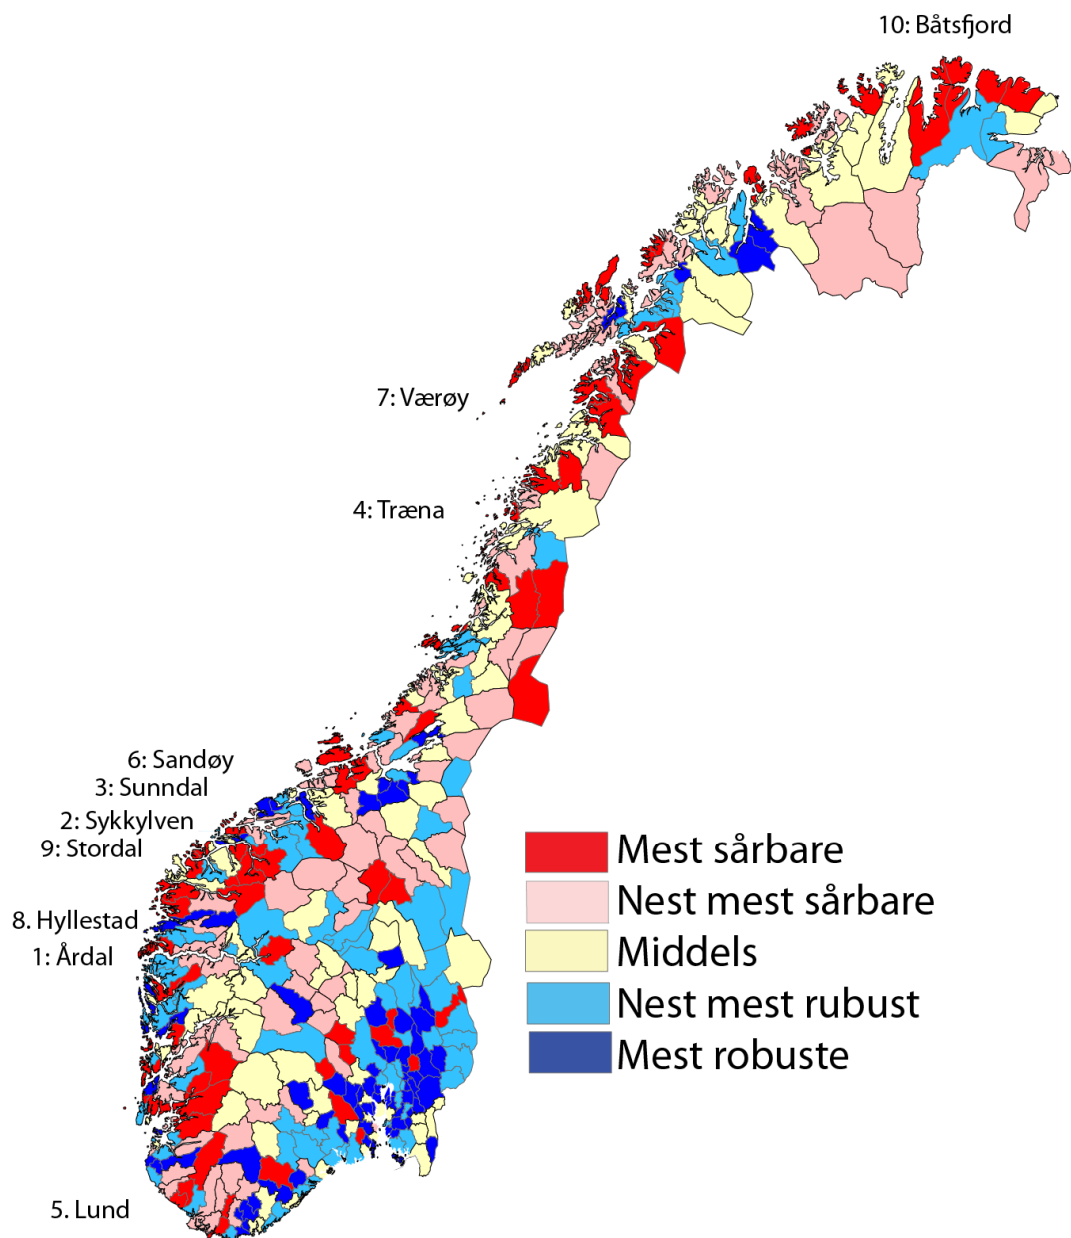 10: Båtsfjord
7: Værøy
4: Træna
6: Sandøy
3: Sunndal
2: Sykkylven
9: Stordal
8. Hyllestad
1: Årdal
5. Lund
Mest sårbare
Nest mest sårbare
Middels
Nest mest rubust
Mest robuste